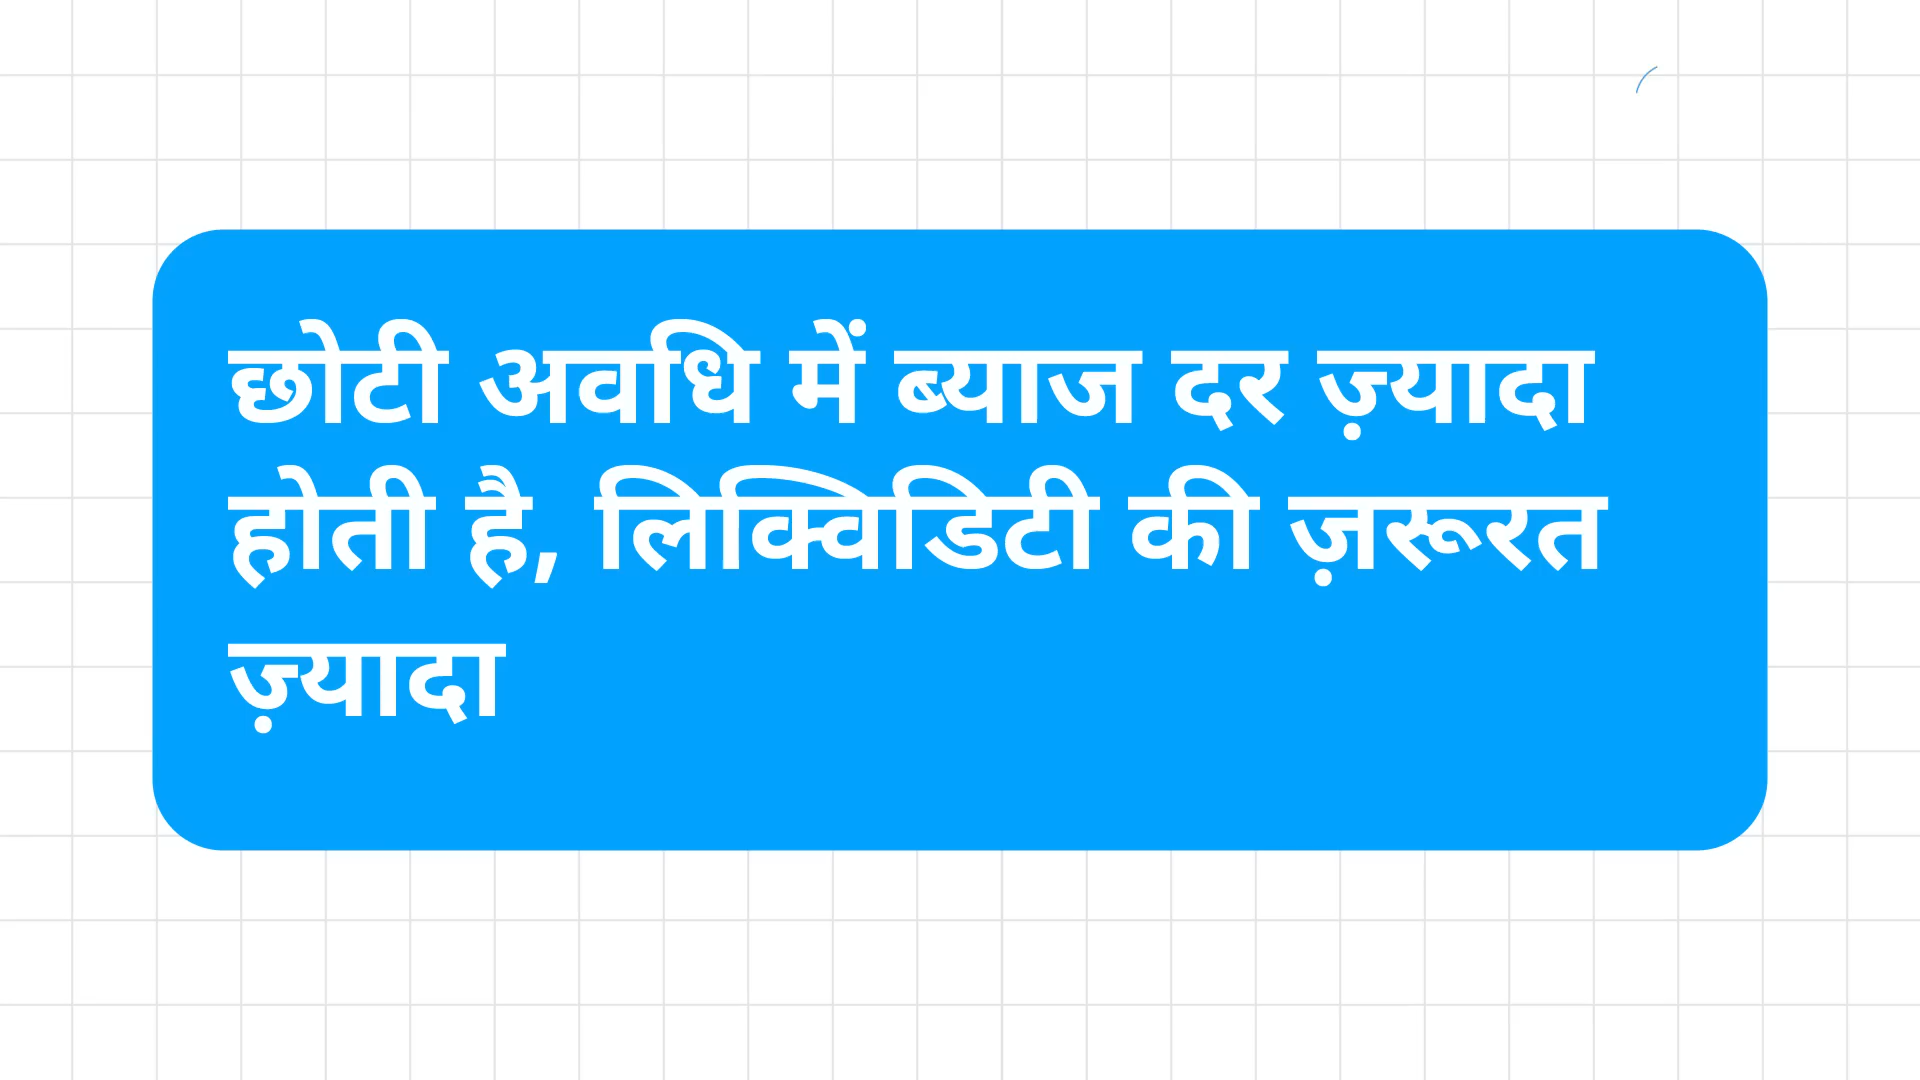 छोटी अवधि में ब्याज दर ज़्यादा
होती है, लिक्विडिटी की ज़रूरत
ज़्यादा